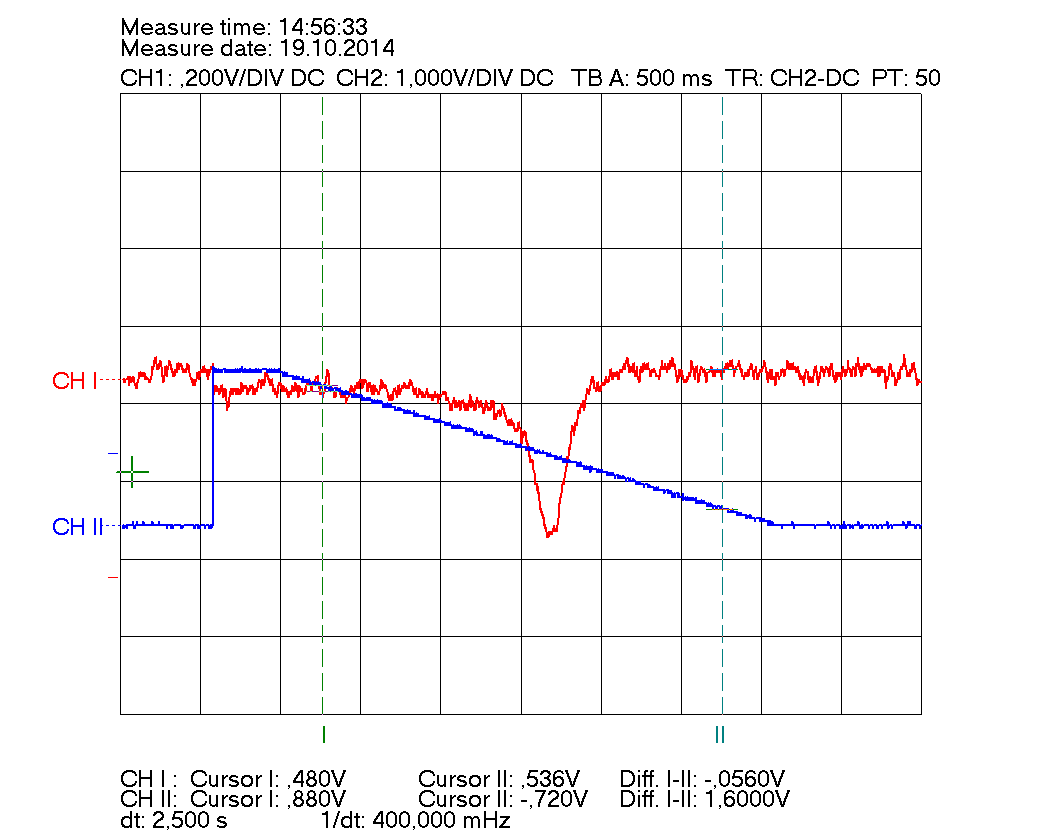 Measure time: 14:56:33
Measure date: 19.10.2014
CH1: ,200V/DIV DC CH2: 1,000V/DIV DC TB A: 500 ms TR: CH2-DC PT: 50
CH I
CH II
I
II
CH I : Cursor I: ,480V Cursor II: ,536V Diff. I-II: -,0560V
CH II: Cursor I: ,880V Cursor II: -,720V Diff. I-II: 1,6000V
dt: 2,500 s 1/dt: 400,000 mHz